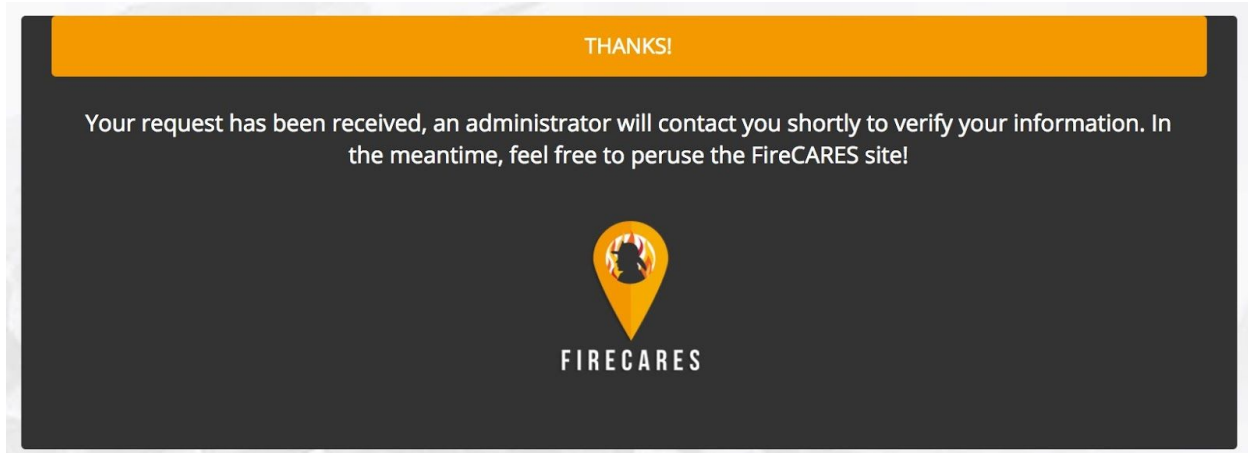 THANKS!
Your request has been received, an administrator will contact you shortly to verify your information. In
the meantime, feel free to peruse the FireCARES site!
FIRECARES